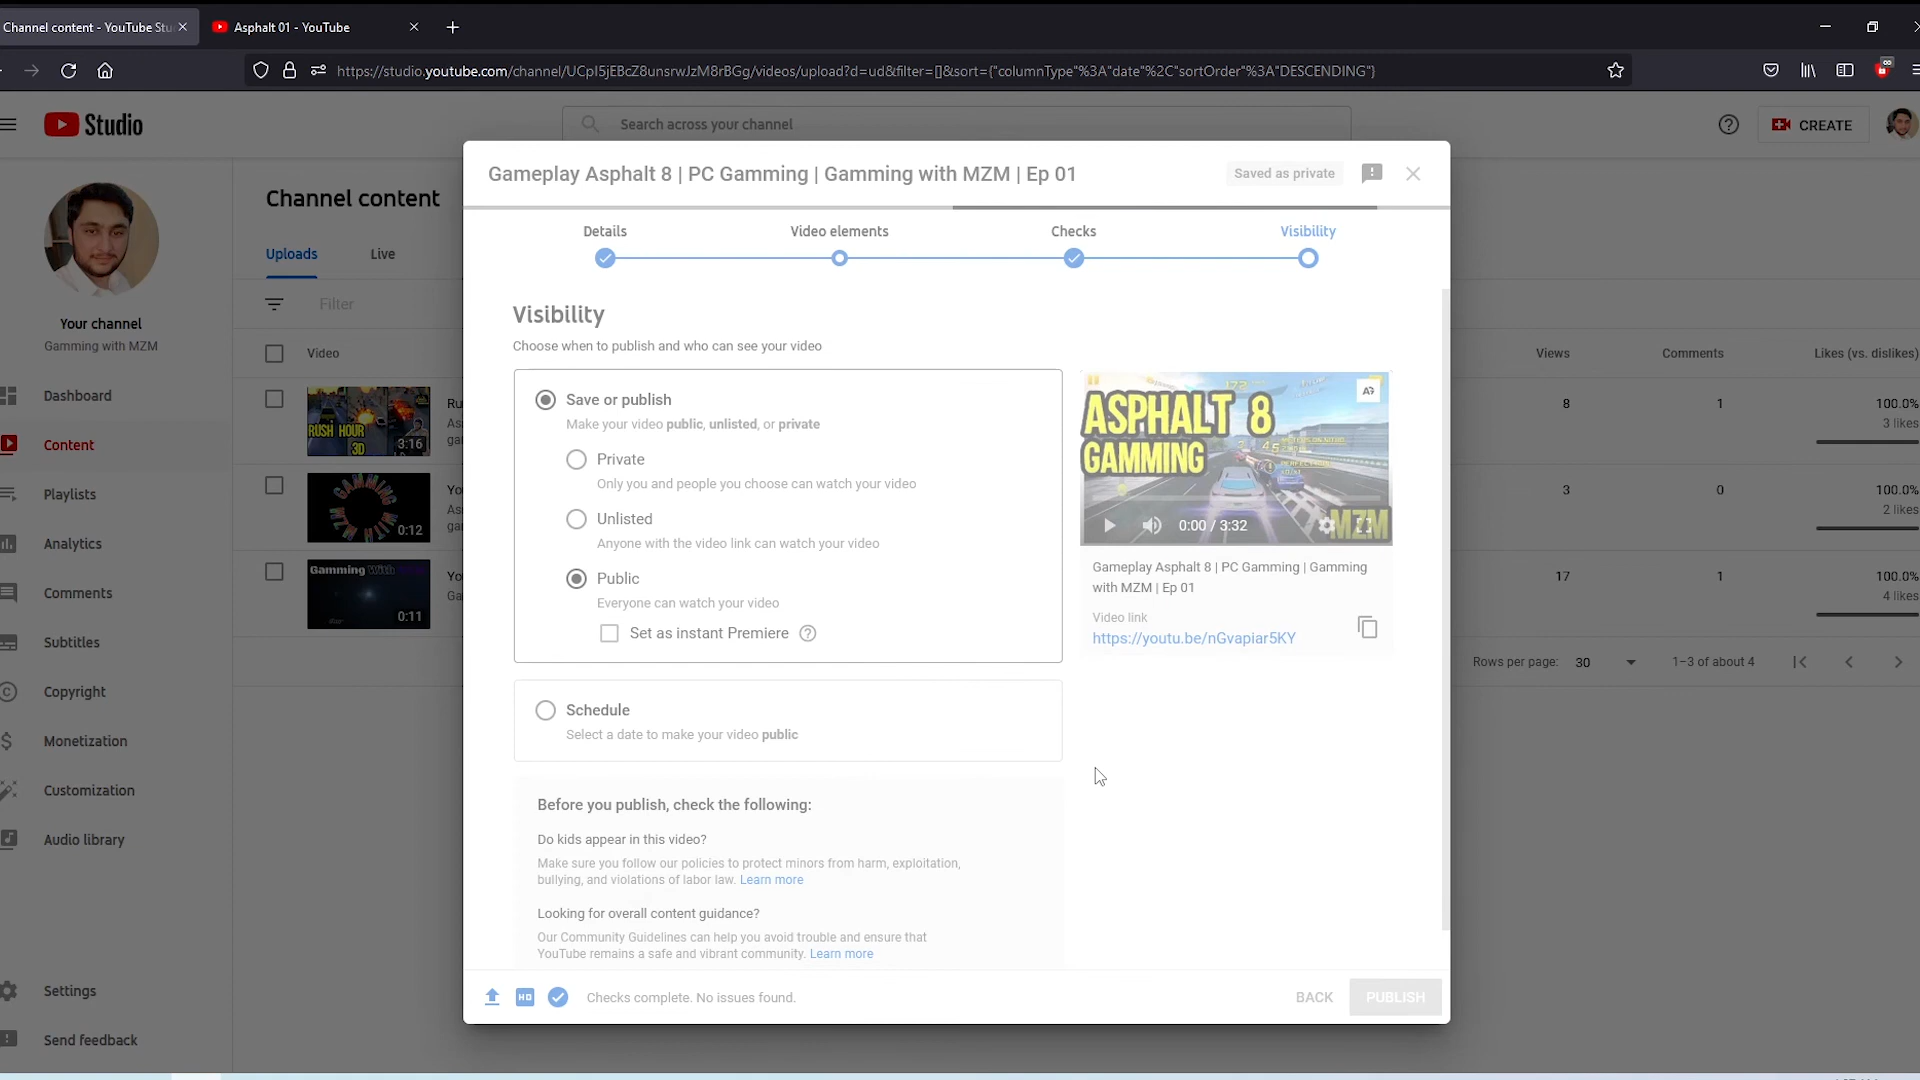 Channel content - YouTube Stu
Asphalt 01 - YouTube
https://studio.youtube.com/channel/UCpI5jEBcZ8unsrwJzM8rBGg/videos/upload?d=ud&filter=[]&sort={"columnType"%3A"date"%2C"sortOrder"%3A"DESCENDING"}
Studio
Search across your channel
CREATE
Gameplay Asphalt 8 | PC Gamming | Gamming with MZM | Ep 01
Saved as private
Channel content
Details
Video elements
Checks
Visibility
Uploads
Live
Filter
Your channel
Gamming with MZM
Visibility
Choose when to publish and who can see your video
Video
Views
Comments
Likes (vs. dislikes)
Dashboard
Content
Playlists
Analytics
Comments
Subtitles
Copyright
Monetization
Customization
Audio library
Settings
Send feedback
RUSH HOUR
3D
3:16
Ru
As
ga
8
1
100.0%
3 likes
GAMMING
0:12
Yo
As
ga
3
0
100.0%
2 likes
Gamming With
0:11
Yo
Ga
17
1
100.0%
4 likes
Rows per page:
30
1–3 of about 4
Save or publish
Make your video public, unlisted, or private
Private
Only you and people you choose can watch your video
Unlisted
Anyone with the video link can watch your video
Public
Everyone can watch your video
Set as instant Premiere
Schedule
Select a date to make your video public
ASPHALT 8
GAMMING
MZM
0:00 / 3:32
Gameplay Asphalt 8 | PC Gamming | Gamming
with MZM | Ep 01
Video link
https://youtu.be/nGvapiar5KY
Before you publish, check the following:
Do kids appear in this video?
Make sure you follow our policies to protect minors from harm, exploitation,
bullying, and violations of labor law. Learn more
Looking for overall content guidance?
Our Community Guidelines can help you avoid trouble and ensure that
YouTube remains a safe and vibrant community. Learn more
HD
Checks complete. No issues found.
BACK
PUBLISH